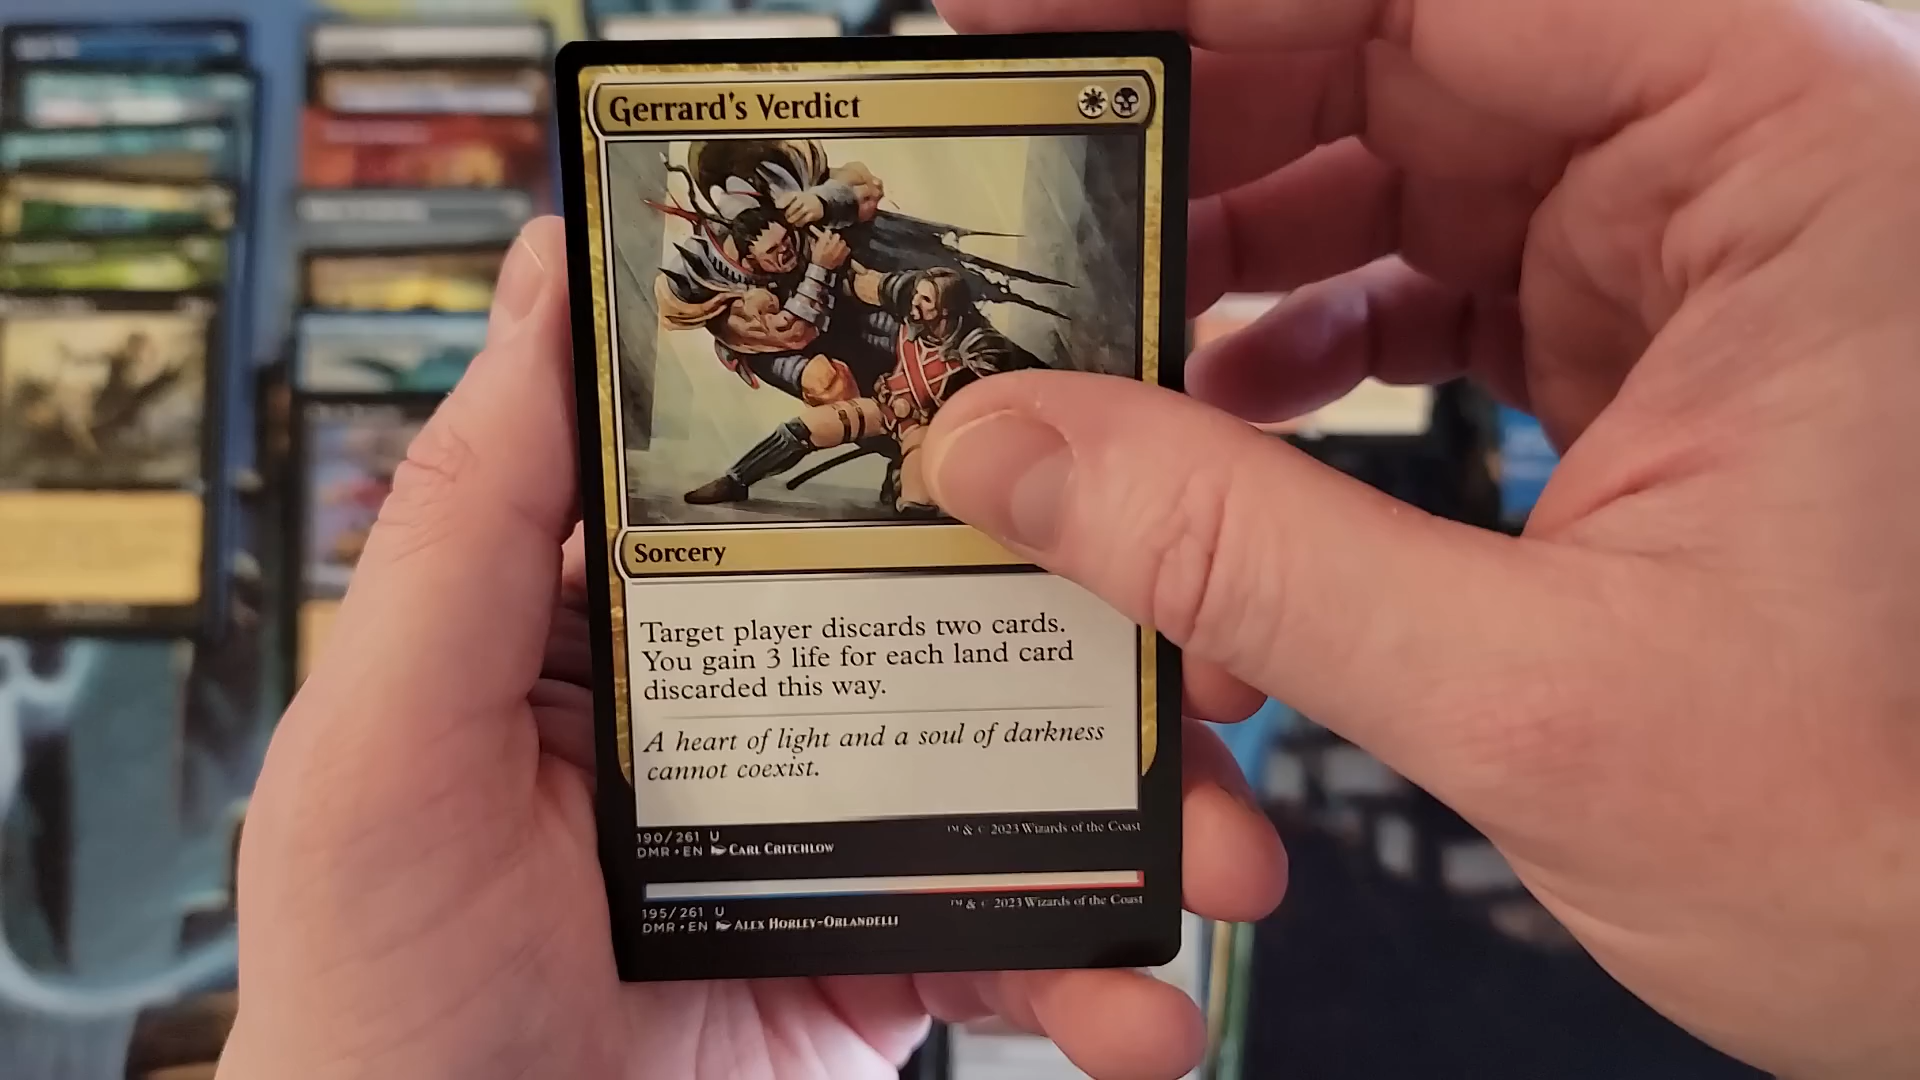 Gerrard's Verdict
Sorcery
Target player discards two cards.
You gain 3 life for each land card
discarded this way.
A heart of light and a soul of darkness
cannot coexist.
190/261 U
DMR • EN CARL CRITCHLOW
™ & © 2023 Wizards of the Coast
195/261 U
DMR • EN ALEX HORLEY-ORLANDELLI
™ & © 2023 Wizards of the Coast